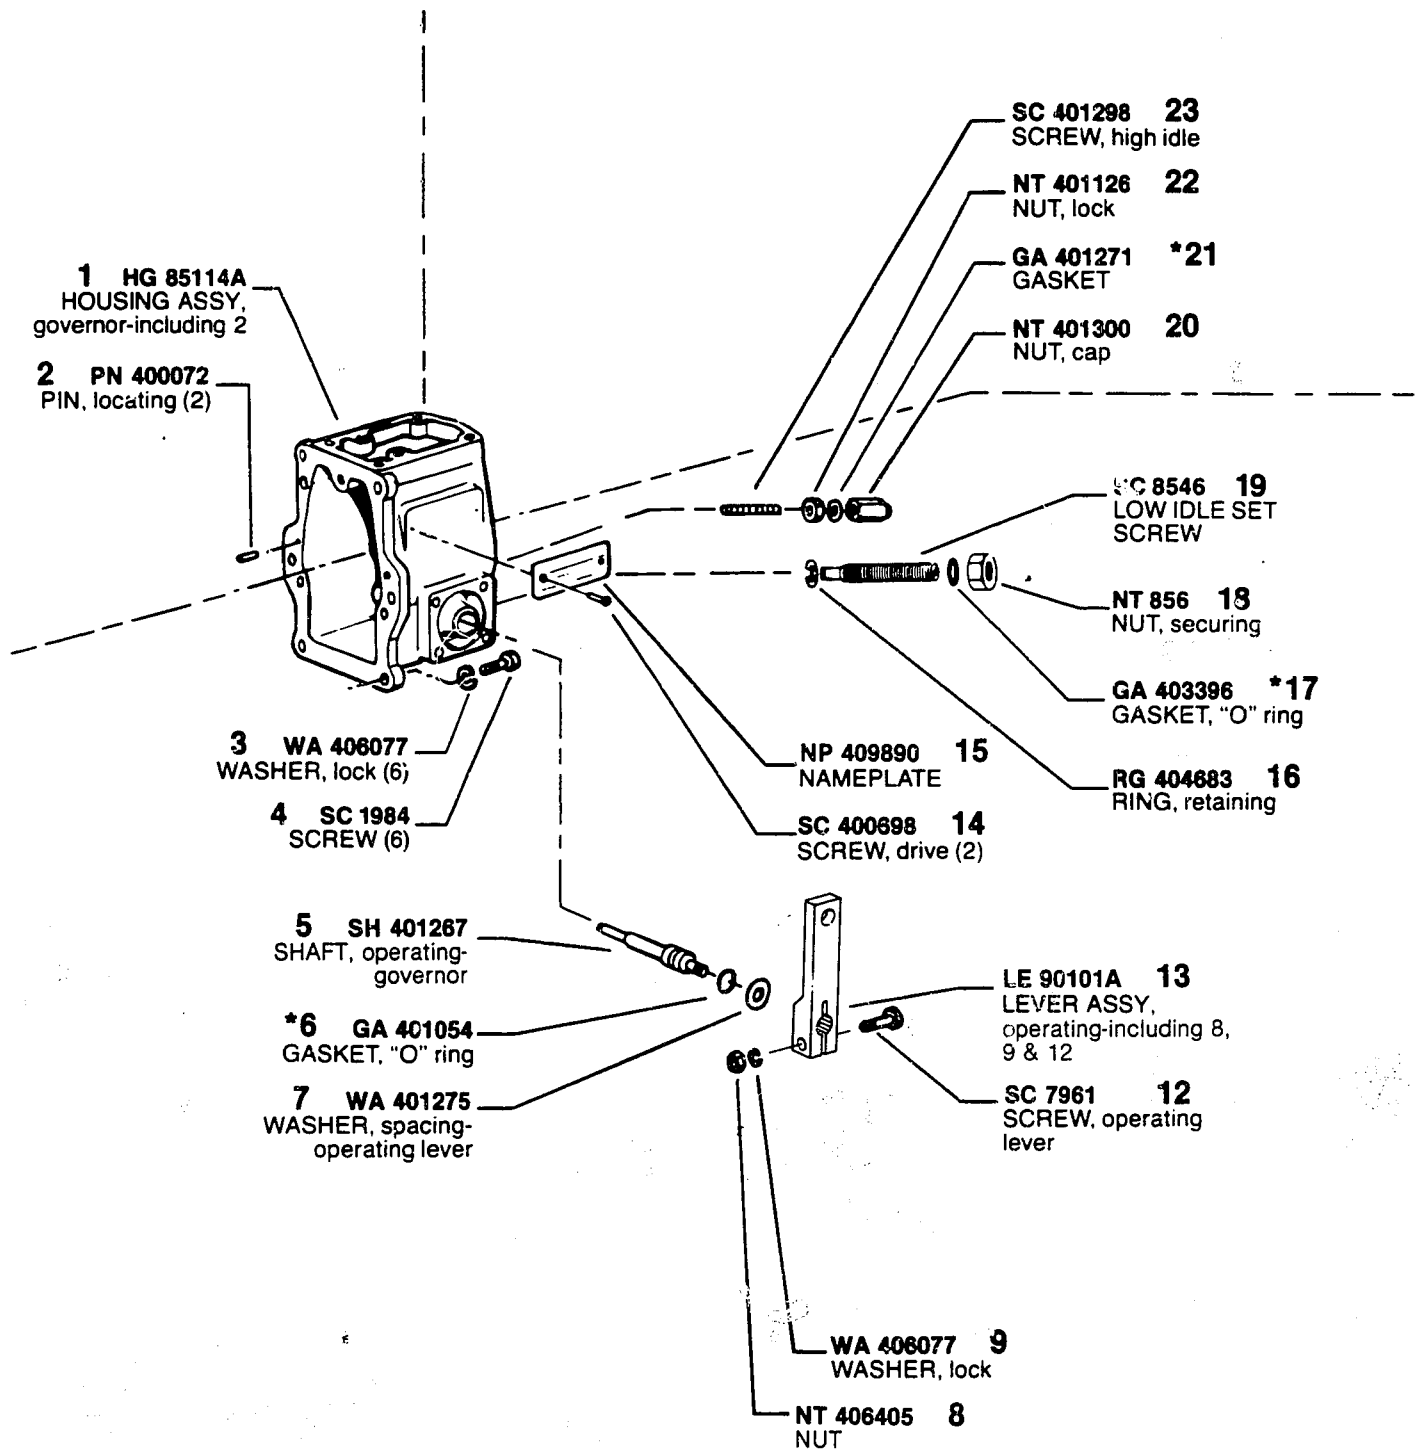 SC 401298 23
SCREW, high idle
NT 401126 22
NUT, lock
GA 401271 *21
GASKET
NT 401300 20
NUT, cap
1 HG 85114A
HOUSING ASSY,
governor-including 2
2 PN 400072
PIN, locating (2)
SC 8546 19
LOW IDLE SET
SCREW
NT 856 18
NUT, securing
GA 403396 *17
GASKET, "O" ring
RG 404683 16
RING, retaining
3 WA 406077
WASHER, lock (6)
4 SC 1984
SCREW (6)
NP 409890 15
NAMEPLATE
SC 400698 14
SCREW, drive (2)
5 SH 401267
SHAFT, operating-
governor
*6 GA 401054
GASKET, "O" ring
7 WA 401275
WASHER, spacing-
operating lever
LE 90101A 13
LEVER ASSY,
operating-including 8,
9 & 12
SC 7961 12
SCREW, operating
lever
WA 406077 9
WASHER, lock
NT 406405 8
NUT